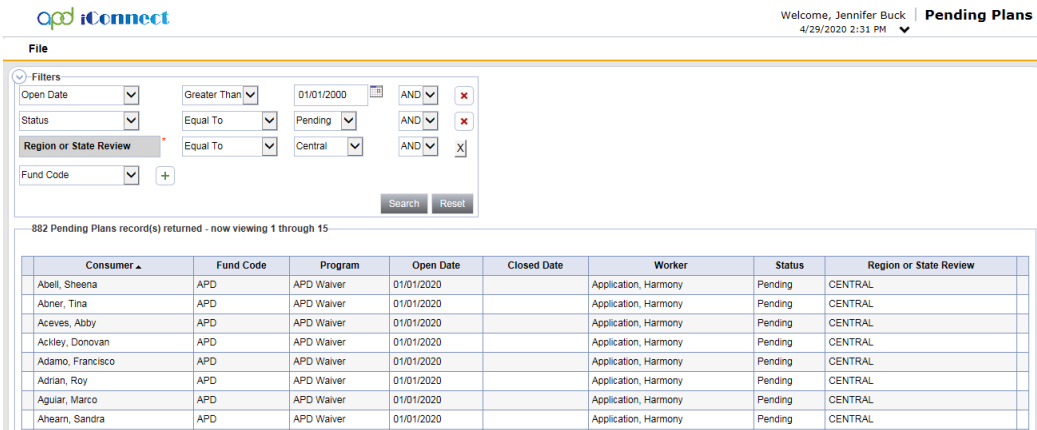 apd iConnect
Welcome, Jennifer Buck Pending Plans
4/29/2020 2:31 PM
File
Filters
Open Date Greater Than 01/01/2000 AND X
Status Equal To Pending AND X
Region or State Review * Equal To Central AND X
Fund Code +
Search Reset
882 Pending Plans record(s) returned - now viewing 1 through 15
Consumer Fund Code Program Open Date Closed Date Worker Status Region or State Review
Abell, Sheena APD APD Waiver 01/01/2020 Application, Harmony Pending CENTRAL
Abner, Tina APD APD Waiver 01/01/2020 Application, Harmony Pending CENTRAL
Aceves, Abby APD APD Waiver 01/01/2020 Application, Harmony Pending CENTRAL
Ackley, Donovan APD APD Waiver 01/01/2020 Application, Harmony Pending CENTRAL
Adamo, Francisco APD APD Waiver 01/01/2020 Application, Harmony Pending CENTRAL
Adrian, Roy APD APD Waiver 01/01/2020 Application, Harmony Pending CENTRAL
Aguiar, Marco APD APD Waiver 01/01/2020 Application, Harmony Pending CENTRAL
Ahearn, Sandra APD APD Waiver 01/01/2020 Application, Harmony Pending CENTRAL